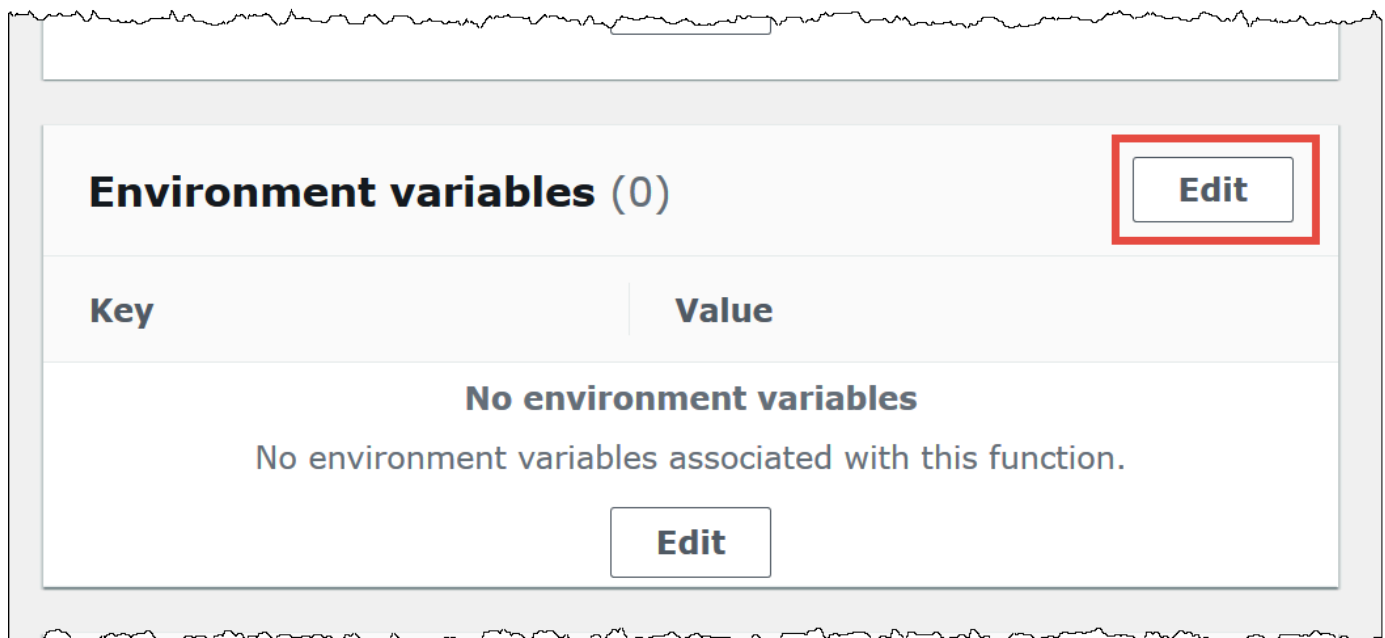 Environment variables (0)
Edit
Key
Value
No environment variables
No environment variables associated with this function.
Edit